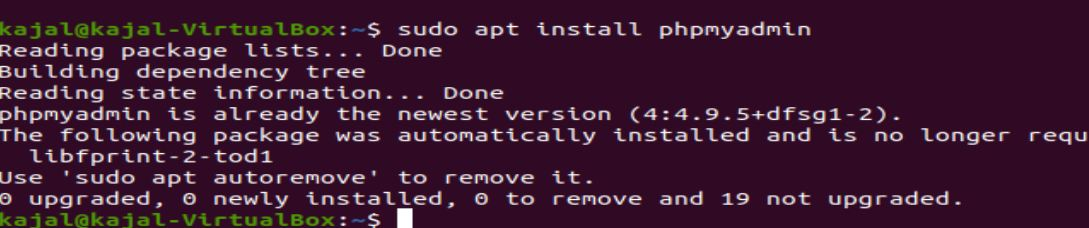 kajal@kajal-VirtualBox:~$ sudo apt install phpmyadmin
Reading package lists... Done
Building dependency tree
Reading state information... Done
phpmyadmin is already the newest version (4:4.9.5+dfsg1-2).
The following package was automatically installed and is no longer requ
  libfprint-2-tod1
Use 'sudo apt autoremove' to remove it.
0 upgraded, 0 newly installed, 0 to remove and 19 not upgraded.
kajal@kajal-VirtualBox:~$